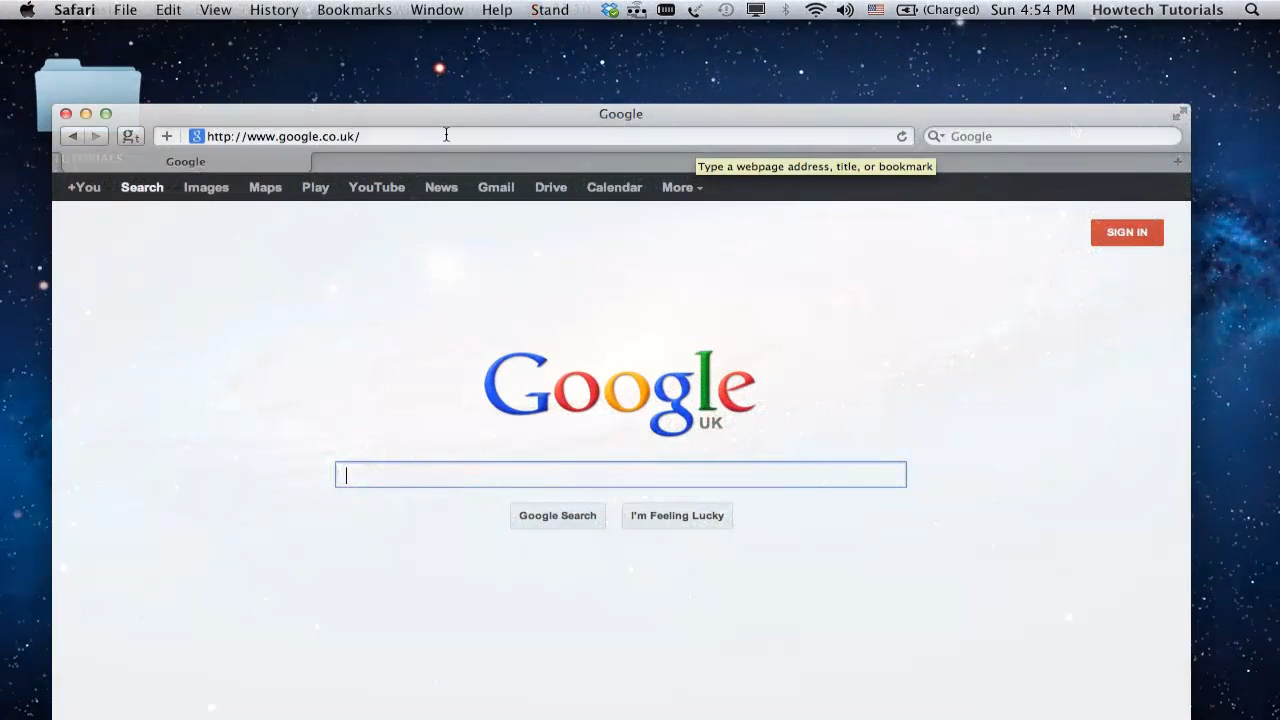 Safari File Edit View History Bookmarks Window Help Stand (Charged) Sun 4:54 PM Howtech Tutorials
Google
http://www.google.co.uk/ Google
TUTORIALS Google
Type a webpage address, title, or bookmark
+You Search Images Maps Play YouTube News Gmail Drive Calendar More
SIGN IN
Google
UK
Google Search I'm Feeling Lucky